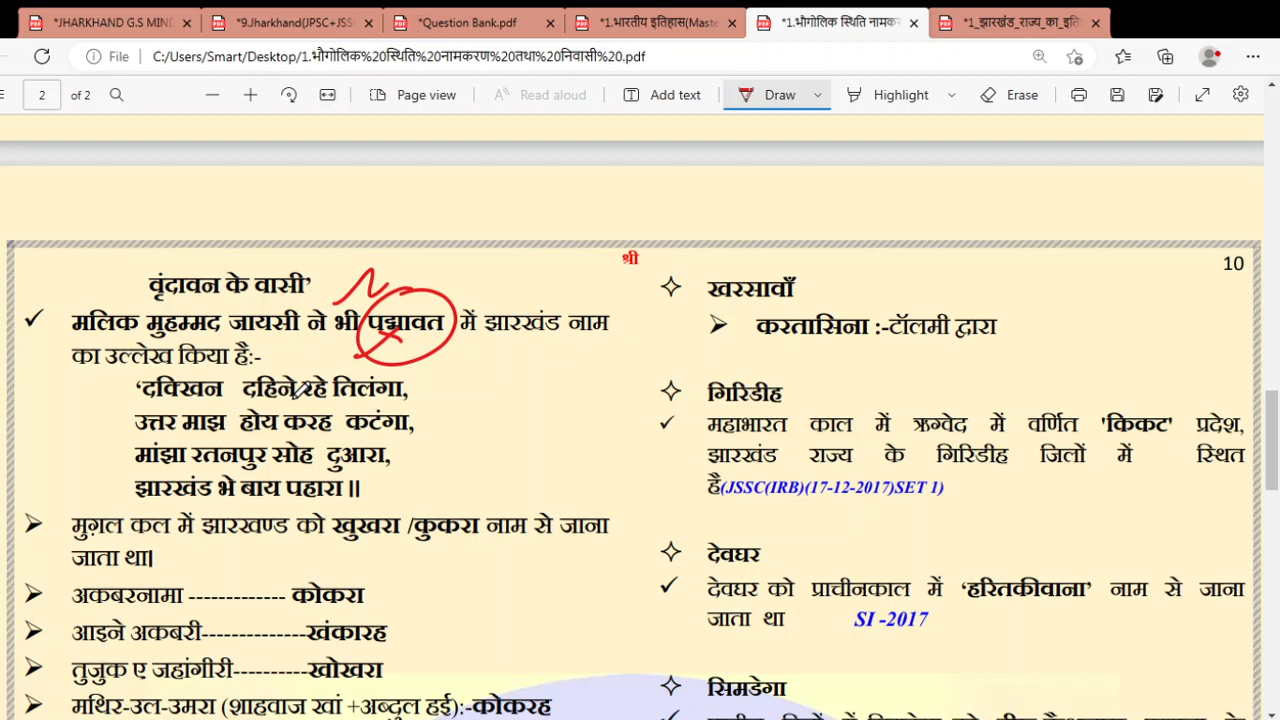 *JHARKHAND G.S MIND
*9.Jharkhand(JPSC+JSS
*Question Bank.pdf
*1.भारतीय इतिहास(Maste
*1.भौगोलिक स्थिति नामकर
*1_झारखंड_राज्य_का_इति
File C:/Users/Smart/Desktop/1.भौगोलिक%20स्थिति%20नामकरण%20तथा%20निवासी%20.pdf
2 of 2 Page view Read aloud Add text Draw Highlight Erase
श्री
10
वृंदावन के वासी’
मलिक मुहम्मद जायसी ने भी पद्मावत में झारखंड नाम
का उल्लेख किया है:-
‘दक्खिन दहिने रहे तिलंगा,
उत्तर माझ होय करह कटंगा,
मांझा रतनपुर सोह दुआरा,
झारखंड भे बाय पहारा॥
मुग़ल कल में झारखण्ड को खुखरा /कुकरा नाम से जाना
जाता था।
अकबरनामा ------------- कोकरा
आइने अकबरी--------------खंकारह
तुजुक ए जहांगीरी----------खोखरा
मथिर-उल-उमरा (शाहवाज खां +अब्दुल हई):-कोकरह
खरसावाँ
करतासिना :-टॉलमी द्वारा
गिरिडीह
महाभारत काल में ऋग्वेद में वर्णित 'किकट' प्रदेश,
झारखंड राज्य के गिरिडीह जिलों में स्थित
है(JSSC(IRB)(17-12-2017)SET 1)
देवघर
देवघर को प्राचीनकाल में ‘हरितकीवाना’ नाम से जाना
जाता था SI -2017
सिमडेगा